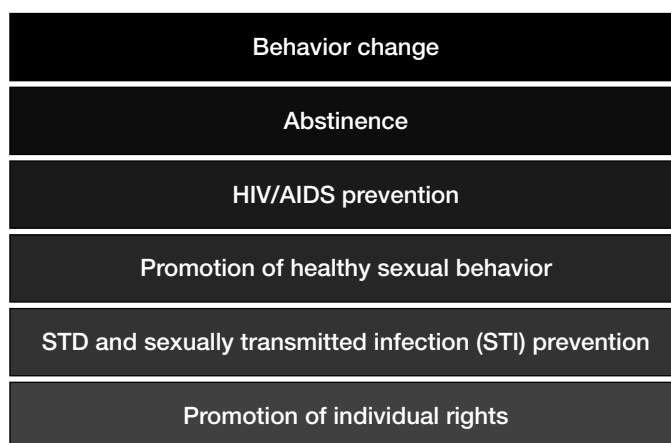 Behavior change
Abstinence
HIV/AIDS prevention
Promotion of healthy sexual behavior
STD and sexually transmitted infection (STI) prevention
Promotion of individual rights